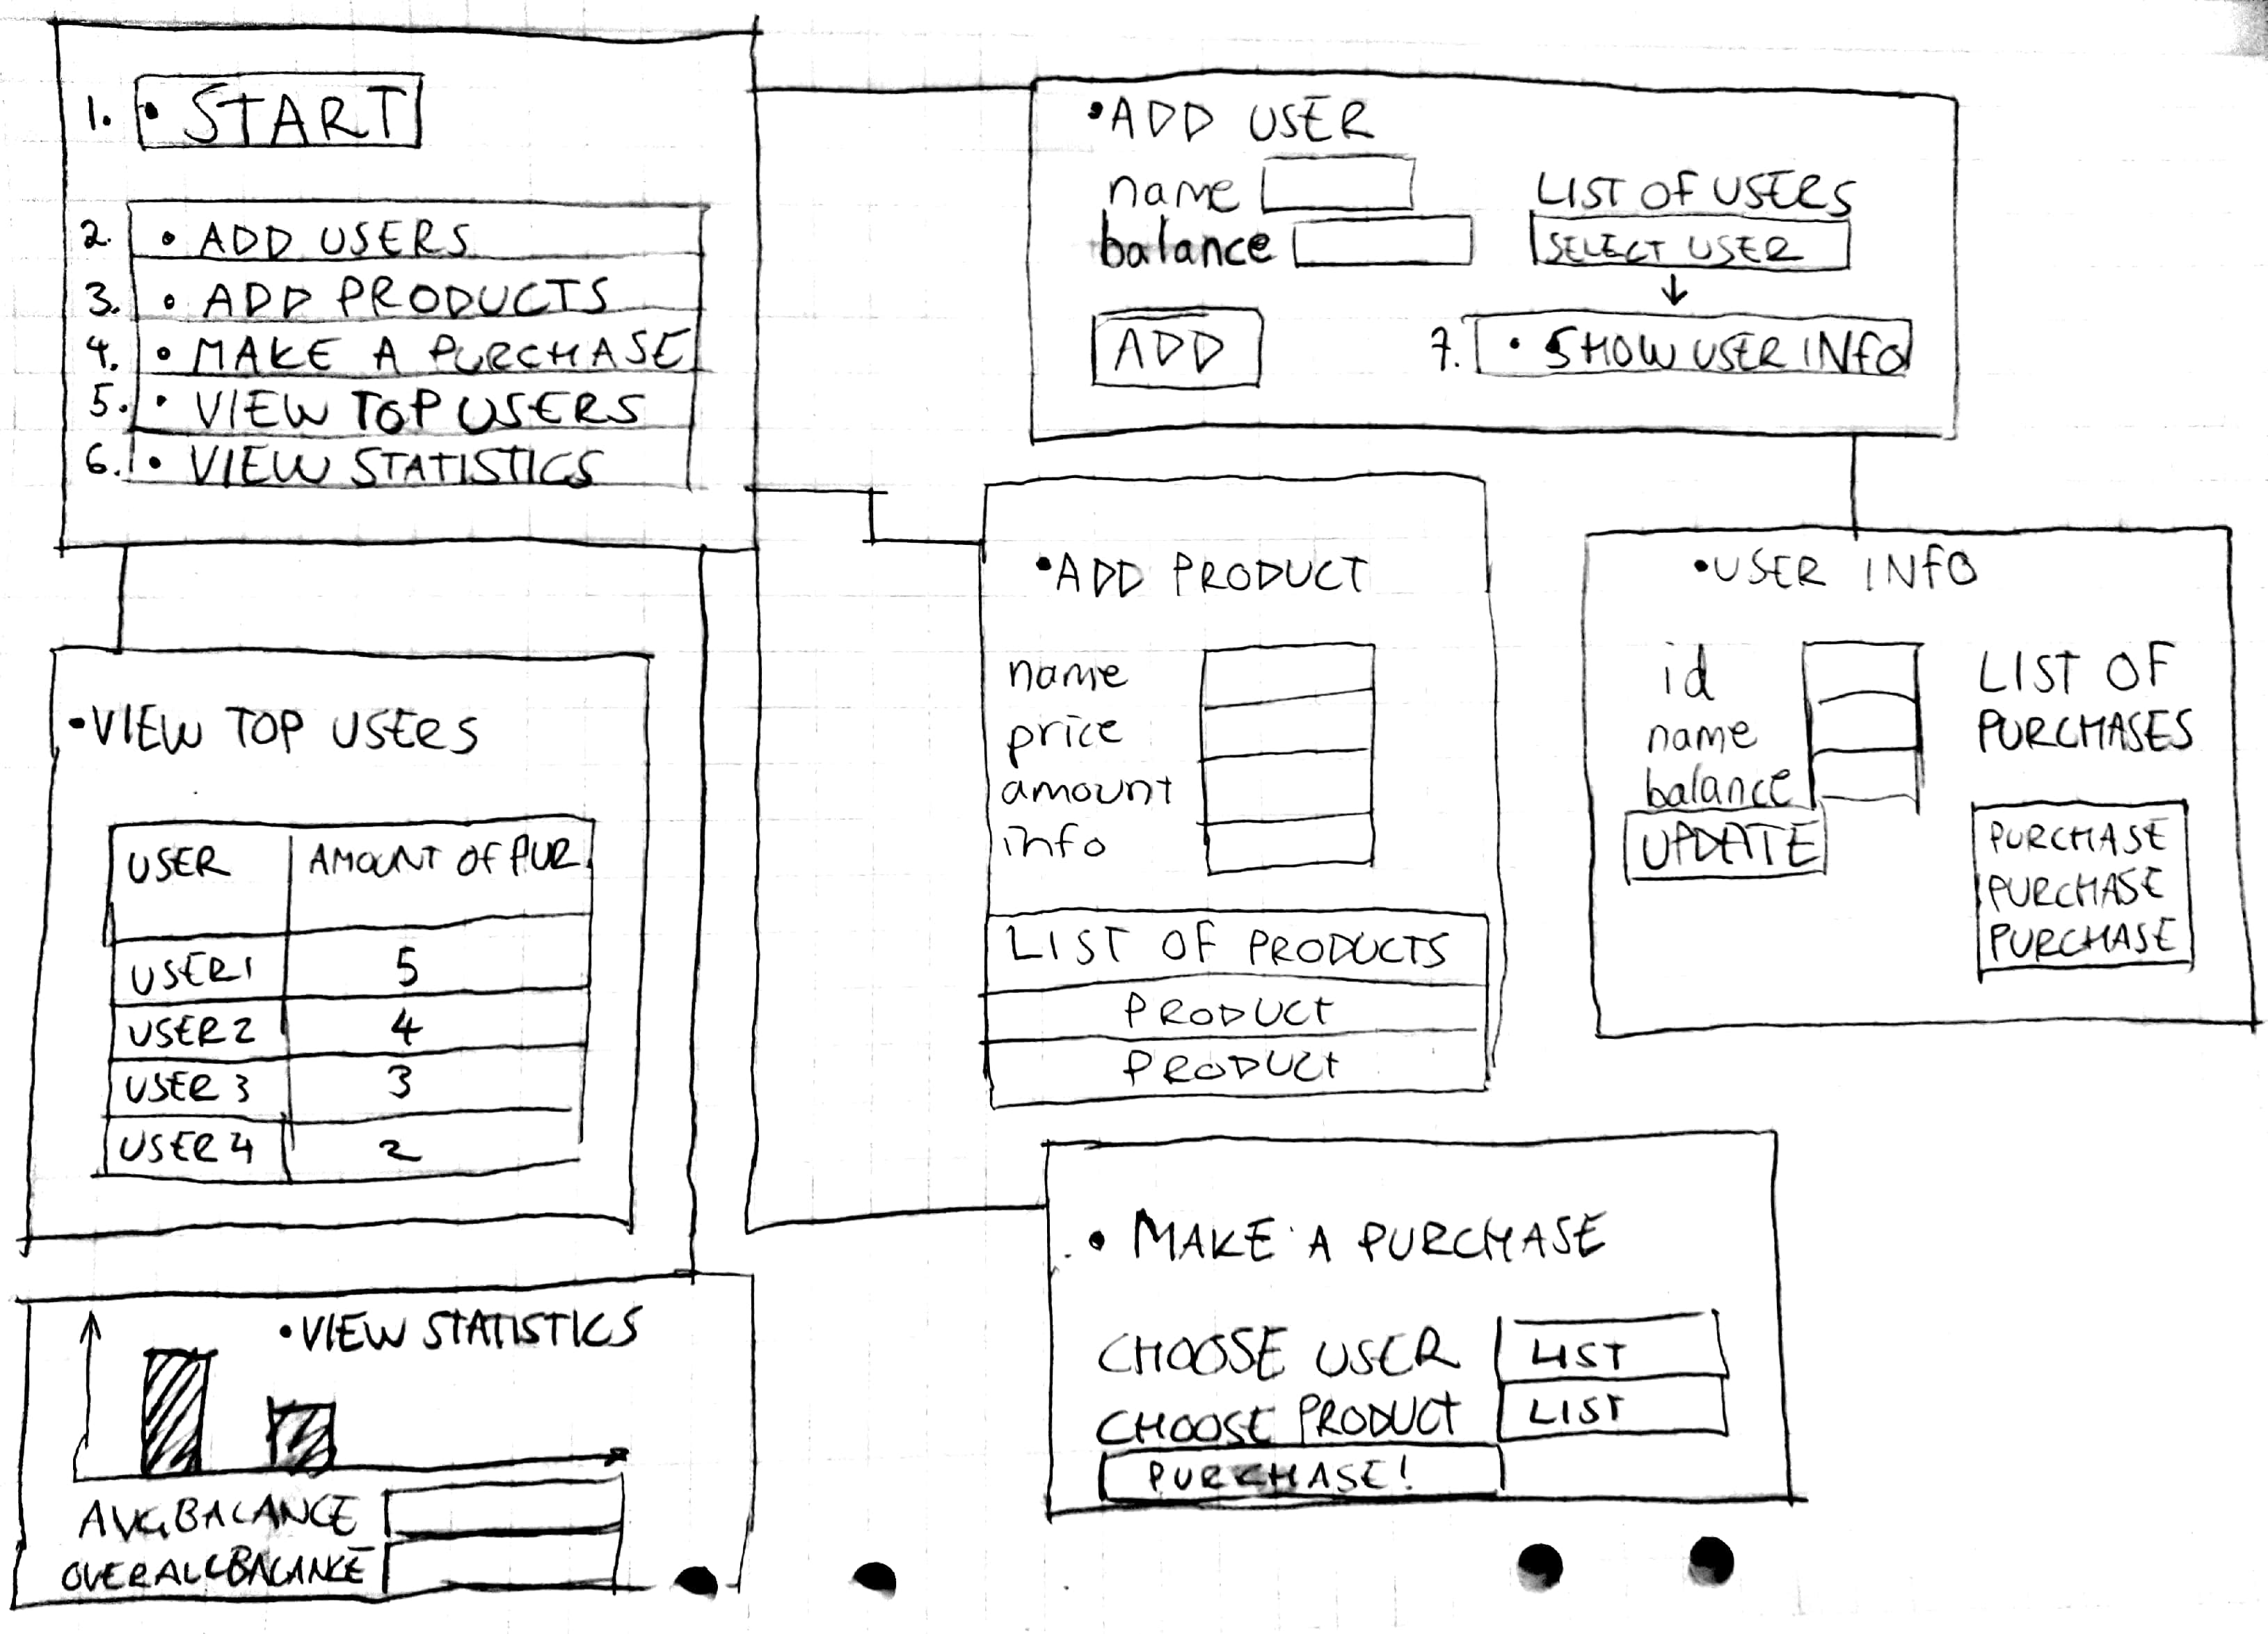 1. • START
2. • ADD USERS
3. • ADD PRODUCTS
4. • MAKE A PURCHASE
5. • VIEW TOP USERS
6. • VIEW STATISTICS
• ADD USER
name
balance
ADD
LIST OF USERS
SELECT USER
7. • SHOW USER INFO
• ADD PRODUCT
name
price
amount
info
LIST OF PRODUCTS
PRODUCT
PRODUCT
• USER INFO
id
name
balance
UPDATE
LIST OF
PURCHASES
PURCHASE
PURCHASE
PURCHASE
• VIEW TOP USERS
USER AMOUNT OF PUR.
USER1 5
USER2 4
USER3 3
USER4 2
• VIEW STATISTICS
AVG.BALANCE
OVERALL BALANCE
• MAKE A PURCHASE
CHOOSE USER LIST
CHOOSE PRODUCT LIST
PURCHASE!